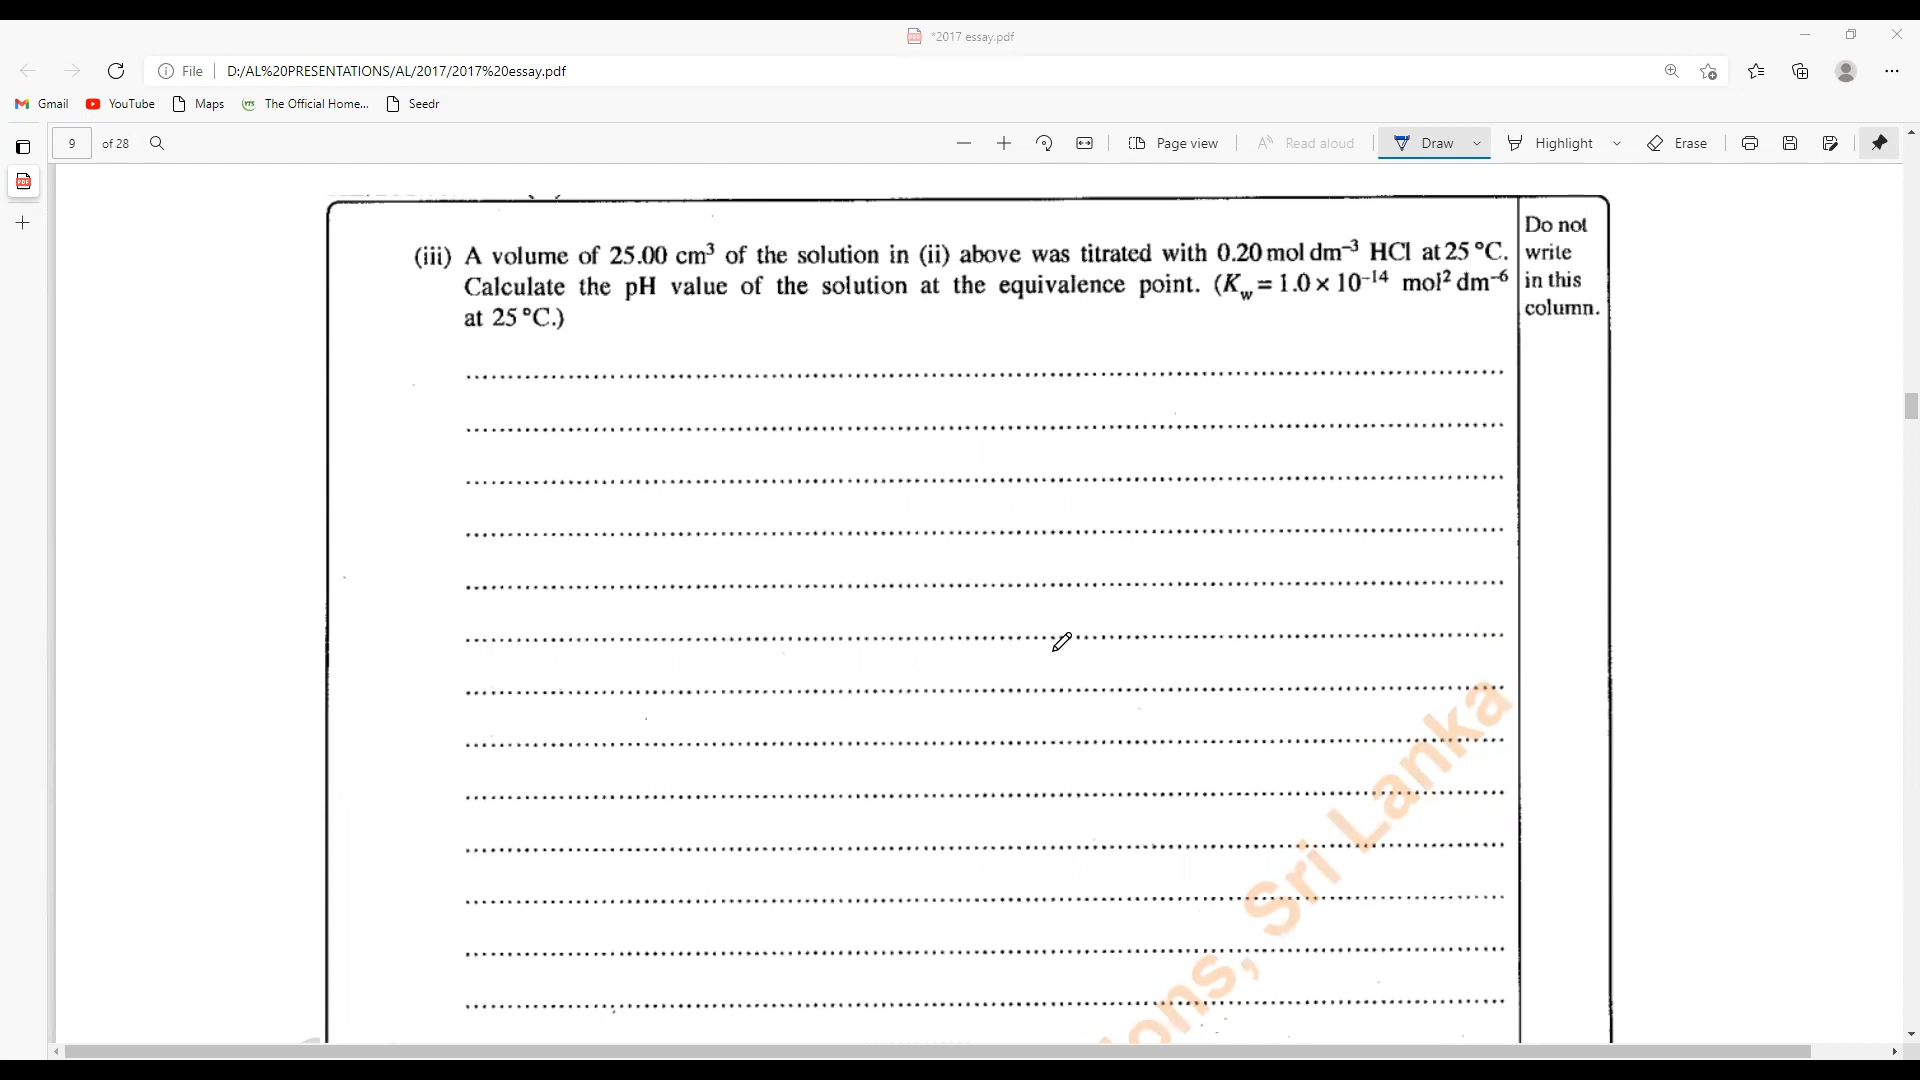 *2017 essay.pdf
File
D:/AL%20PRESENTATIONS/AL/2017/2017%20essay.pdf
Gmail YouTube Maps The Official Home... Seedr
9 of 28 Page view Read aloud Draw Highlight Erase
(iii) A volume of 25.00 cm³ of the solution in (ii) above was titrated with 0.20 mol dm⁻³ HCl at 25 °C.
Calculate the pH value of the solution at the equivalence point. (K_w = 1.0 × 10⁻¹⁴ mol² dm⁻⁶
at 25 °C.)
Do not
write
in this
column.
Sri Lanka